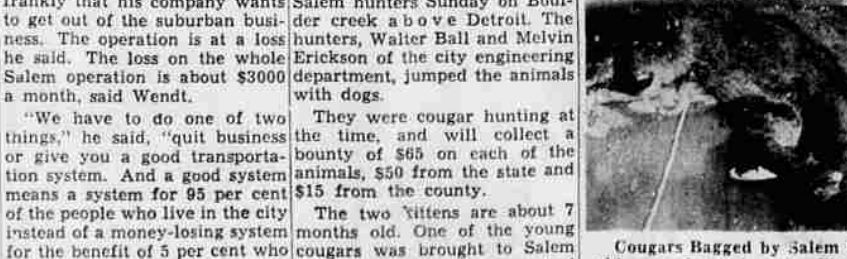 frankly that his company wants
to get out of the suburban busi-
ness. The operation is at a loss
he said. The loss on the whole
Salem operation is about $3000
a month, said Wendt.
"We have to do one of two
things," he said, "quit business
or give you a good transporta-
tion system. And a good system
means a system for 95 per cent
of the people who live in the city
instead of a money-losing system
for the benefit of 5 per cent who
Salem hunters Sunday on Boul-
der creek above Detroit. The
hunters, Walter Ball and Melvin
Erickson of the city engineering
department, jumped the animals
with dogs.
They were cougar hunting at
the time, and will collect a
bounty of $65 on each of the
animals, $50 from the state and
$15 from the county.
The two kittens are about 7
months old. One of the young
cougars was brought to Salem
Cougars Bagged by Salem